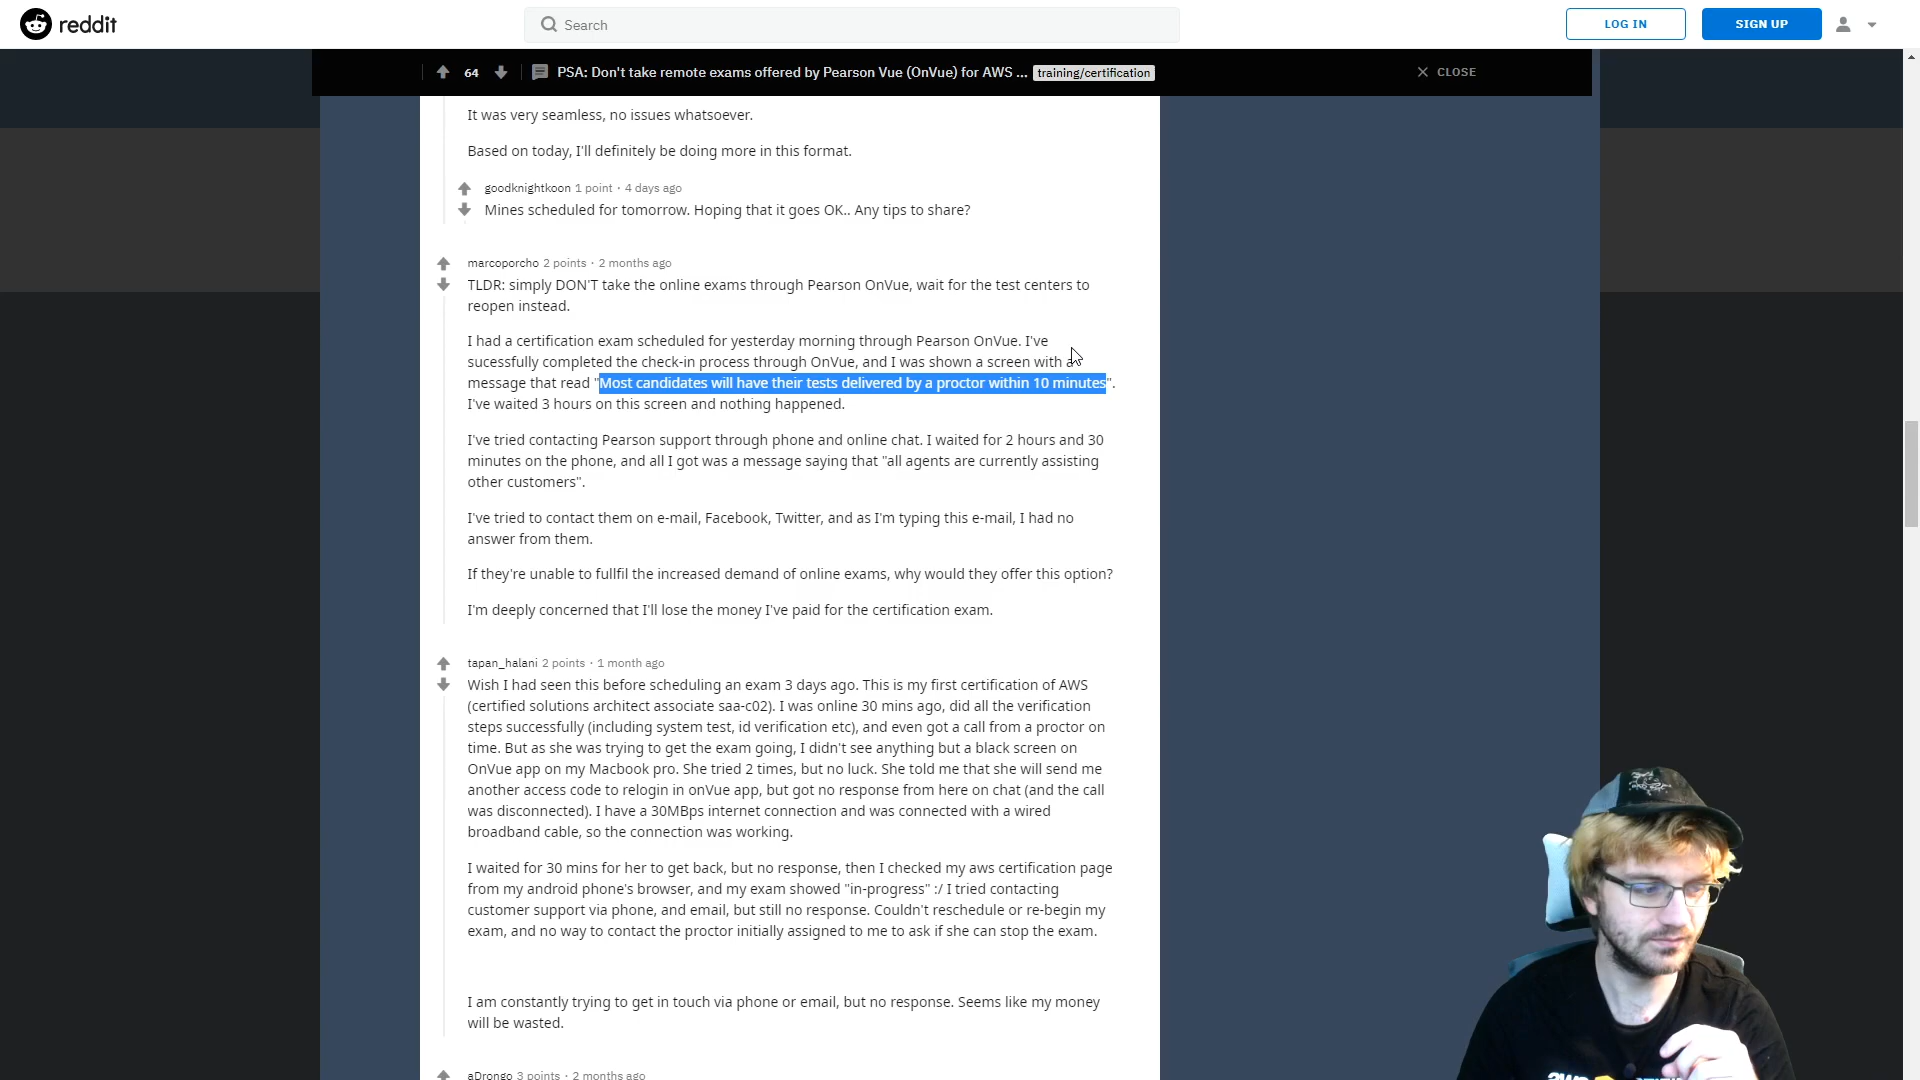 reddit
Search
LOG IN
SIGN UP
64
PSA: Don't take remote exams offered by Pearson Vue (OnVue) for AWS ... training/certification
CLOSE
It was very seamless, no issues whatsoever.
Based on today, I'll definitely be doing more in this format.
goodknightkoon 1 point · 4 days ago
Mines scheduled for tomorrow. Hoping that it goes OK.. Any tips to share?
marcoporcho 2 points · 2 months ago
TLDR: simply DON'T take the online exams through Pearson OnVue, wait for the test centers to
reopen instead.
I had a certification exam scheduled for yesterday morning through Pearson OnVue. I've
sucessfully completed the check-in process through OnVue, and I was shown a screen with a
message that read "Most candidates will have their tests delivered by a proctor within 10 minutes".
I've waited 3 hours on this screen and nothing happened.
I've tried contacting Pearson support through phone and online chat. I waited for 2 hours and 30
minutes on the phone, and all I got was a message saying that "all agents are currently assisting
other customers".
I've tried to contact them on e-mail, Facebook, Twitter, and as I'm typing this e-mail, I had no
answer from them.
If they're unable to fullfil the increased demand of online exams, why would they offer this option?
I'm deeply concerned that I'll lose the money I've paid for the certification exam.
tapan_halani 2 points · 1 month ago
Wish I had seen this before scheduling an exam 3 days ago. This is my first certification of AWS
(certified solutions architect associate saa-c02). I was online 30 mins ago, did all the verification
steps successfully (including system test, id verification etc), and even got a call from a proctor on
time. But as she was trying to get the exam going, I didn't see anything but a black screen on
OnVue app on my Macbook pro. She tried 2 times, but no luck. She told me that she will send me
another access code to relogin in onVue app, but got no response from here on chat (and the call
was disconnected). I have a 30MBps internet connection and was connected with a wired
broadband cable, so the connection was working.
I waited for 30 mins for her to get back, but no response, then I checked my aws certification page
from my android phone's browser, and my exam showed "in-progress" :/ I tried contacting
customer support via phone, and email, but still no response. Couldn't reschedule or re-begin my
exam, and no way to contact the proctor initially assigned to me to ask if she can stop the exam.
I am constantly trying to get in touch via phone or email, but no response. Seems like my money
will be wasted.
aDrongo 3 points · 2 months ago